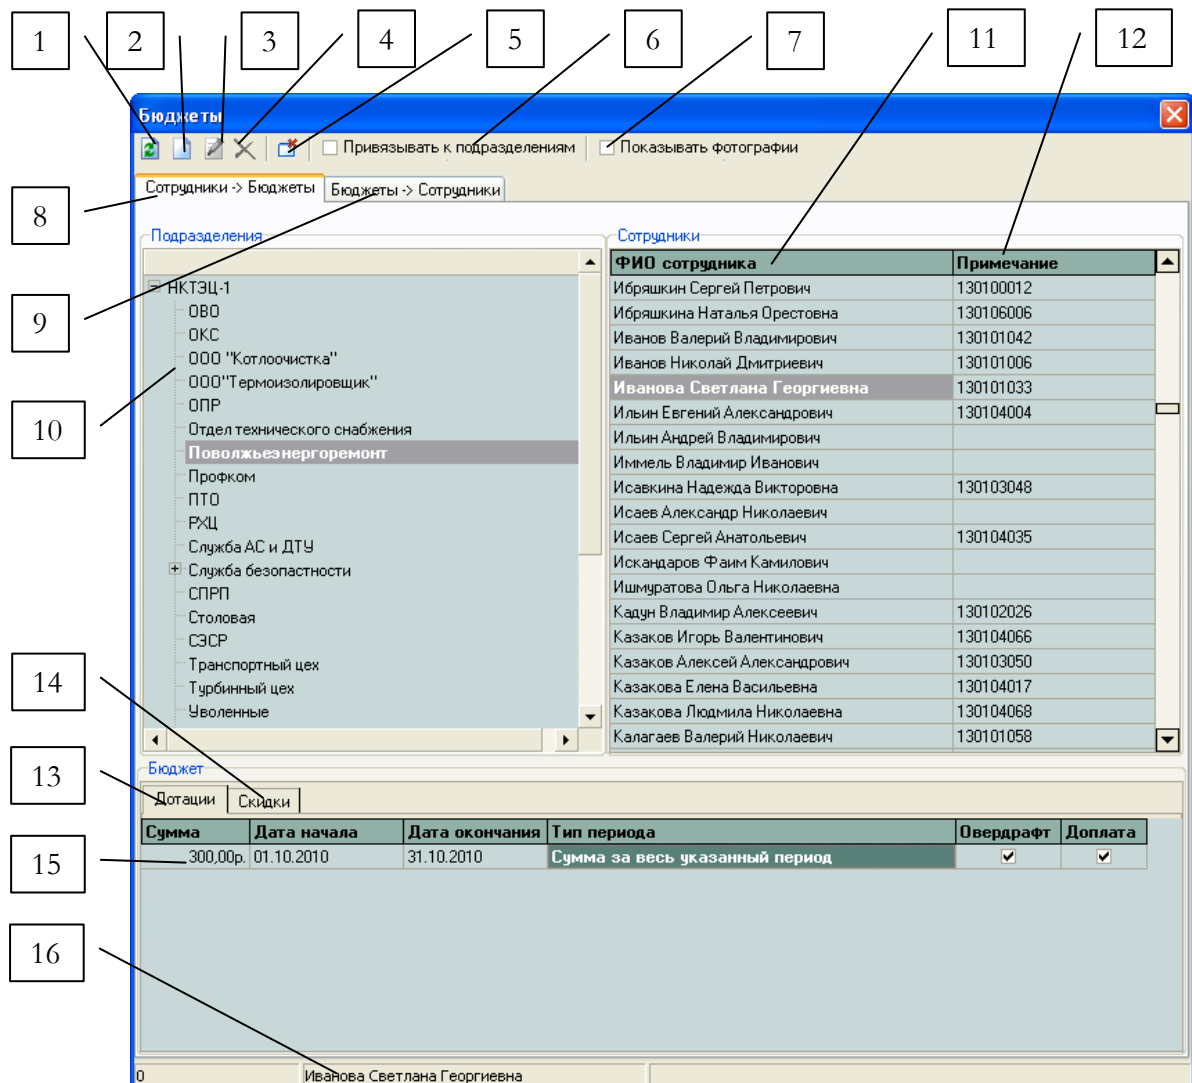 1 2 3 4 5 6 7 11 12
Бюджеты
Привязывать к подразделениям Показывать фотографии
Сотрудники -> Бюджеты Бюджеты -> Сотрудники
8
9
10
14
13
15
16
Подразделения
НКТЭЦ-1
ОВО
ОКС
ООО "Котлоочистка"
ООО"Термоизолировщик"
ОПР
Отдел технического снабжения
Поволжьеэнергоремонт
Профком
ПТО
РХЦ
Служба АС и ДТУ
Служба безопастности
СПРП
Столовая
СЭСР
Транспортный цех
Турбинный цех
Уволенные
Сотрудники
ФИО сотрудника Примечание
Ибряшкин Сергей Петрович 130100012
Ибряшкина Наталья Орестовна 130106006
Иванов Валерий Владимирович 130101042
Иванов Николай Дмитриевич 130101006
Иванова Светлана Георгиевна 130101033
Ильин Евгений Александрович 130104004
Ильин Андрей Владимирович
Иммель Владимир Иванович
Исавкина Надежда Викторовна 130103048
Исаев Александр Николаевич
Исаев Сергей Анатольевич 130104035
Искандаров Фаим Камилович
Ишмуратова Ольга Николаевна
Кадун Владимир Алексеевич 130102026
Казаков Игорь Валентинович 130104066
Казаков Алексей Александрович 130103050
Казакова Елена Васильевна 130104017
Казакова Людмила Николаевна 130104068
Калагаев Валерий Николаевич 130101058
Бюджет
Дотации Скидки
Сумма Дата начала Дата окончания Тип периода Овердрафт Доплата
300,00р. 01.10.2010 31.10.2010 Сумма за весь указанный период
0 Иванова Светлана Георгиевна